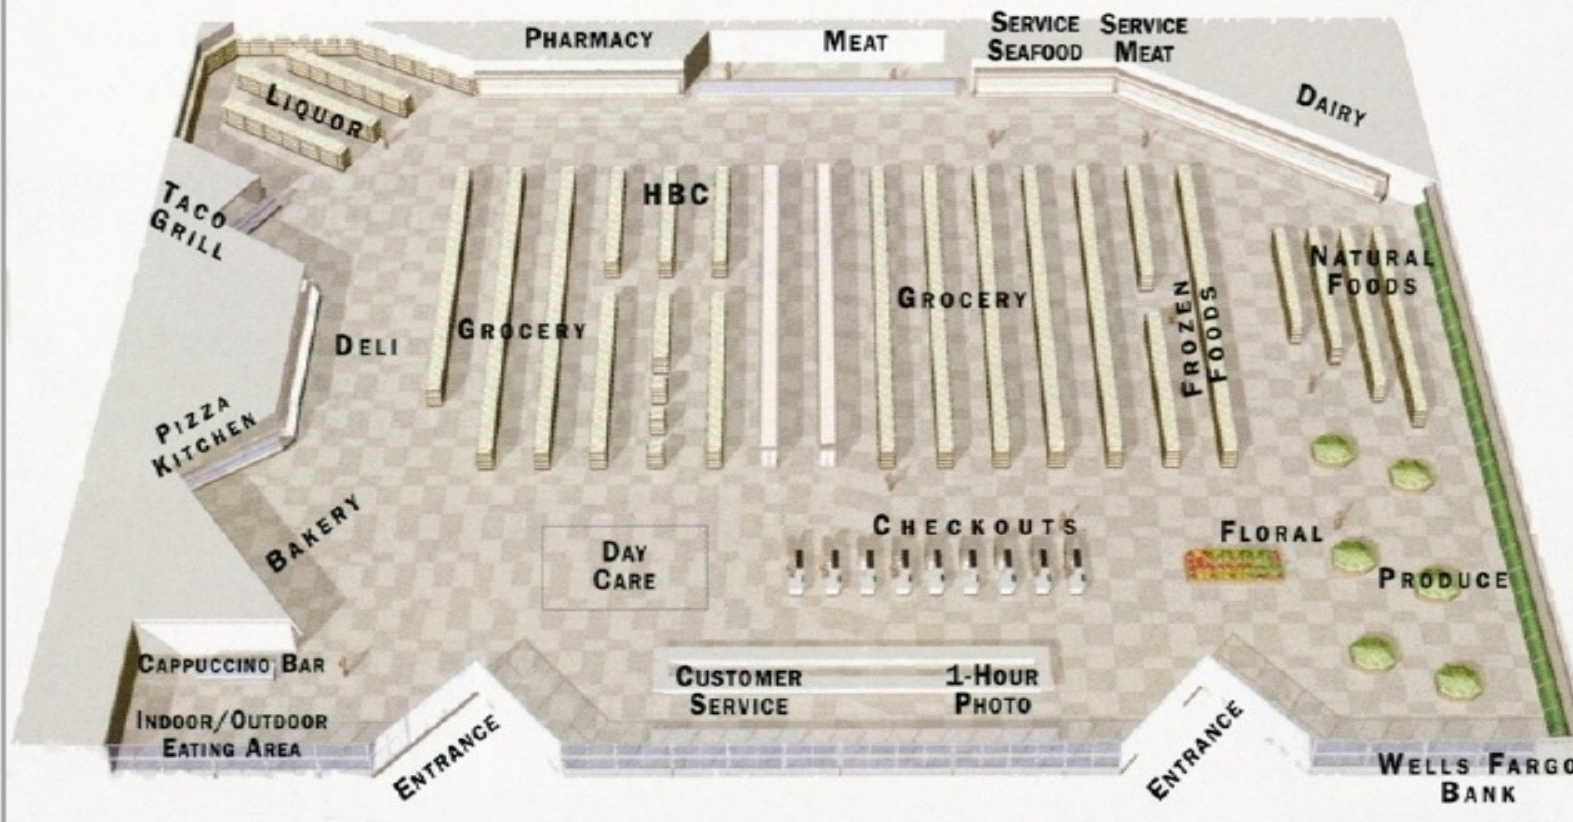 PHARMACY
MEAT
SERVICE
SEAFOOD
SERVICE
MEAT
DAIRY
LIQUOR
TACO
GRILL
HBC
NATURAL
FOODS
GROCERY
GROCERY
FROZEN
FOODS
DELI
PIZZA
KITCHEN
BAKERY
DAY
CARE
CHECKOUTS
FLORAL
PRODUCE
CAPPUCCINO BAR
INDOOR/OUTDOOR
EATING AREA
CUSTOMER
SERVICE
1-HOUR
PHOTO
ENTRANCE
ENTRANCE
WELLS FARGO
BANK